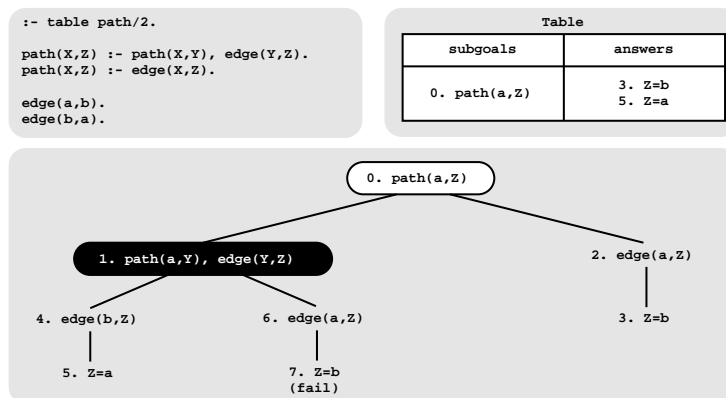 :- table path/2.
path(X,Z) :- path(X,Y), edge(Y,Z).
path(X,Z) :- edge(X,Z).
edge(a,b).
edge(b,a).
Table
subgoals answers
0. path(a,Z)
3. Z=b
5. Z=a
0. path(a,Z)
1. path(a,Y), edge(Y,Z)
2. edge(a,Z)
4. edge(b,Z)
6. edge(a,Z)
3. Z=b
5. Z=a
7. Z=b
(fail)